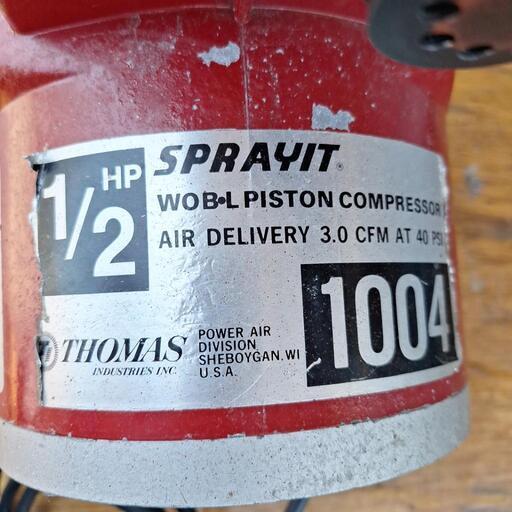 1/2 HP
SPRAYIT®
WOB•L PISTON COMPRESSOR
AIR DELIVERY 3.0 CFM AT 40 PSI
1004
THOMAS
INDUSTRIES INC.
POWER AIR
DIVISION
SHEBOYGAN, WI
U.S.A.